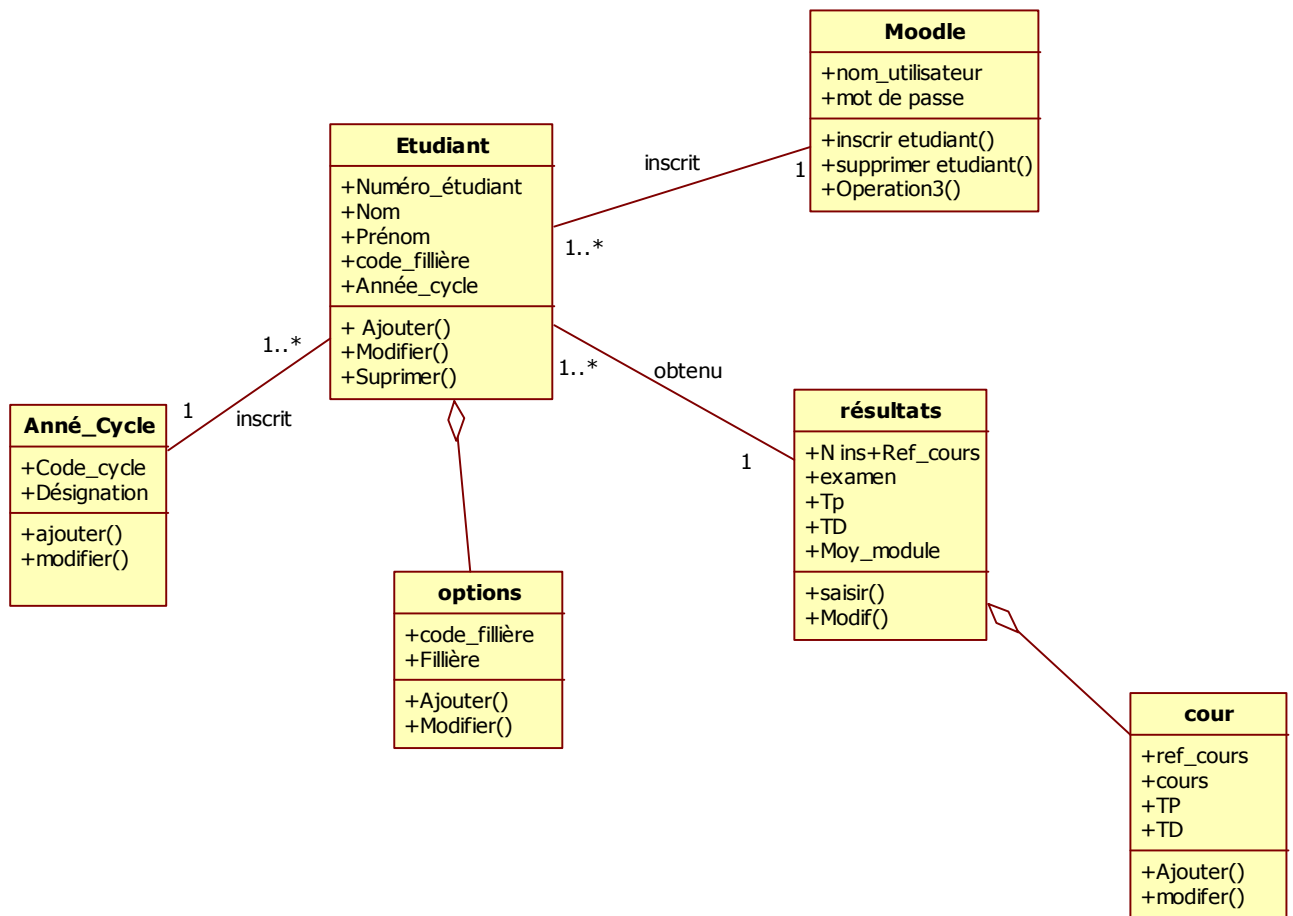 Moodle
+nom_utilisateur
+mot de passe
+inscrir etudiant()
+supprimer etudiant()
+Operation3()
inscrit
1
1..*
Etudiant
+Numéro_étudiant
+Nom
+Prénom
+code_fillière
+Année_cycle
+ Ajouter()
+Modifier()
+Suprimer()
1..*
1
inscrit
1..*
obtenu
1
Anné_Cycle
+Code_cycle
+Désignation
+ajouter()
+modifier()
résultats
+N ins+Ref_cours
+examen
+Tp
+TD
+Moy_module
+saisir()
+Modif()
options
+code_fillière
+Fillière
+Ajouter()
+Modifier()
cour
+ref_cours
+cours
+TP
+TD
+Ajouter()
+modifer()